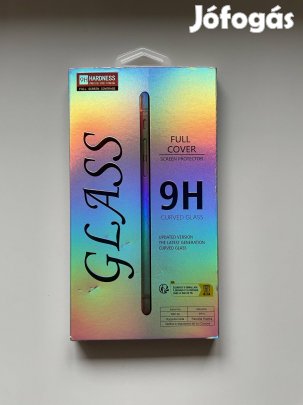 Jófogás
9H HARDNESS
FULL SCREEN COVERAGE
GLASS
FULL
COVER
SCREEN PROTECTOR
9H
CURVED GLASS
UPDATED VERSION
THE LATEST GENERATION
CURVED GLASS